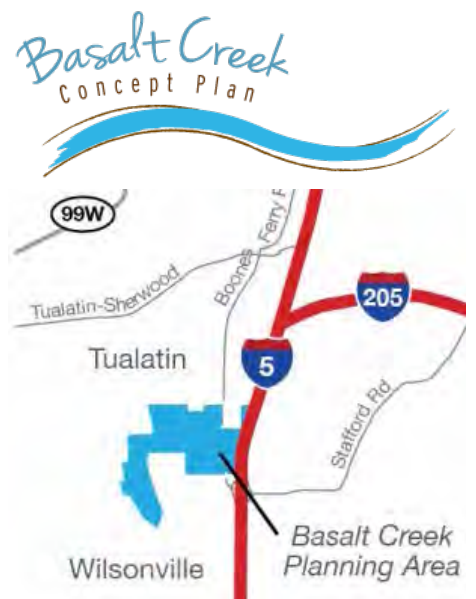 Basalt Creek
Concept Plan
99W
Boones
Ferry R
Tualatin-Sherwood
205
Tualatin
5
Stafford Rd
Basalt Creek
Planning Area
Wilsonville